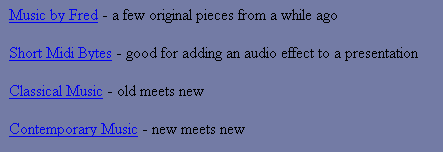 Music by Fred - a few original pieces from a while ago
Short Midi Bytes - good for adding an audio effect to a presentation
Classical Music - old meets new
Contemporary Music - new meets new